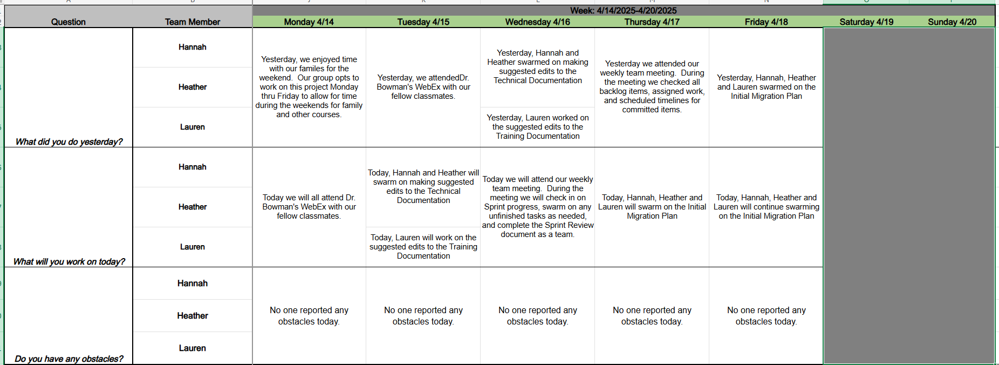 Week: 4/14/2025-4/20/2025
Question
Team Member
Monday 4/14
Tuesday 4/15
Wednesday 4/16
Thursday 4/17
Friday 4/18
Saturday 4/19
Sunday 4/20
What did you do yesterday?
Hannah
Heather
Lauren
Yesterday, we enjoyed time
with our familes for the
weekend.  Our group opts to
work on this project Monday
thru Friday to allow for time
during the weekends for family
and other courses.
Yesterday, we attendedDr.
Bowman's WebEx with our
fellow classmates.
Yesterday, Hannah and
Heather swarmed on making
suggested edits to the
Technical Documentation
Yesterday, Lauren worked on
the suggested edits to the
Training Documentation
Yesterday we attended our
weekly team meeting.  During
the meeting we checked all
backlog items, assigned work,
and scheduled timelines for
committed items.
Yesterday, Hannah, Heather
and Lauren swarmed on the
Initial Migration Plan
What will you work on today?
Hannah
Heather
Lauren
Today we will all attend Dr.
Bowman's WebEx with our
fellow classmates.
Today, Hannah and Heather will
swarm on making suggested
edits to the Technical
Documentation
Today, Lauren will work on the
suggested edits to the Training
Documentation
Today we will attend our weekly
team meeting.  During the
meeting we will check in on
Sprint progress, swarm on any
unfinished tasks as needed,
and complete the Sprint Review
document as a team.
Today, Hannah, Heather and
Lauren will swarm on the Initial
Migration Plan
Today, Hannah, Heather and
Lauren will continue swarming
on the Initial Migration Plan
Do you have any obstacles?
Hannah
Heather
Lauren
No one reported any
obstacles today.
No one reported any
obstacles today.
No one reported any
obstacles today.
No one reported any
obstacles today.
No one reported any
obstacles today.